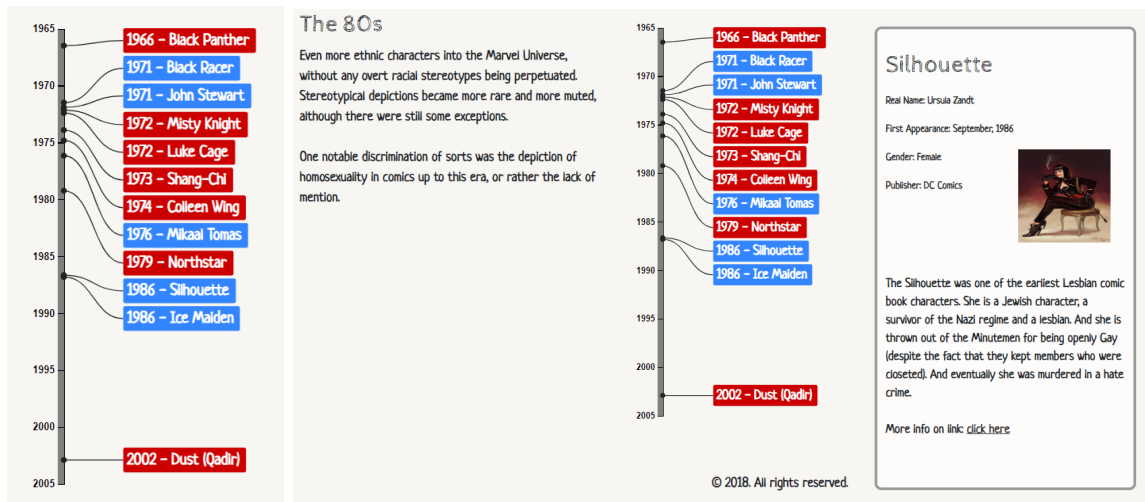 1965
1966 - Black Panther
1971 - Black Racer
1970
1971 - John Stewart
1972 - Misty Knight
1975
1972 - Luke Cage
1973 - Shang-Chi
1980
1974 - Colleen Wing
1976 - Mikaal Tomas
1985
1979 - Northstar
1986 - Silhouette
1990
1986 - Ice Maiden
1995
2000
2002 - Dust (Qadir)
2005
The 80s
Even more ethnic characters into the Marvel Universe,
without any overt racial stereotypes being perpetuated.
Stereotypical depictions became more rare and more muted,
although there were still some exceptions.
One notable discrimination of sorts was the depiction of
homosexuality in comics up to this era, or rather the lack of
mention.
1965
1966 - Black Panther
1971 - Black Racer
1970
1971 - John Stewart
1972 - Misty Knight
1975
1972 - Luke Cage
1973 - Shang-Chi
1980
1974 - Colleen Wing
1976 - Mikaal Tomas
1985
1979 - Northstar
1986 - Silhouette
1990
1986 - Ice Maiden
1995
2000
2002 - Dust (Qadir)
2005
© 2018. All rights reserved.
Silhouette
Real Name: Ursula Zandt
First Appearance: September, 1986
Gender: Female
Publisher: DC Comics
The Silhouette was one of the earliest Lesbian comic
book characters. She is a Jewish character, a
survivor of the Nazi regime and a lesbian. And she is
thrown out of the Minutemen for being openly Gay
(despite the fact that they kept members who were
closeted). And eventually she was murdered in a hate
crime.
More info on link: click here